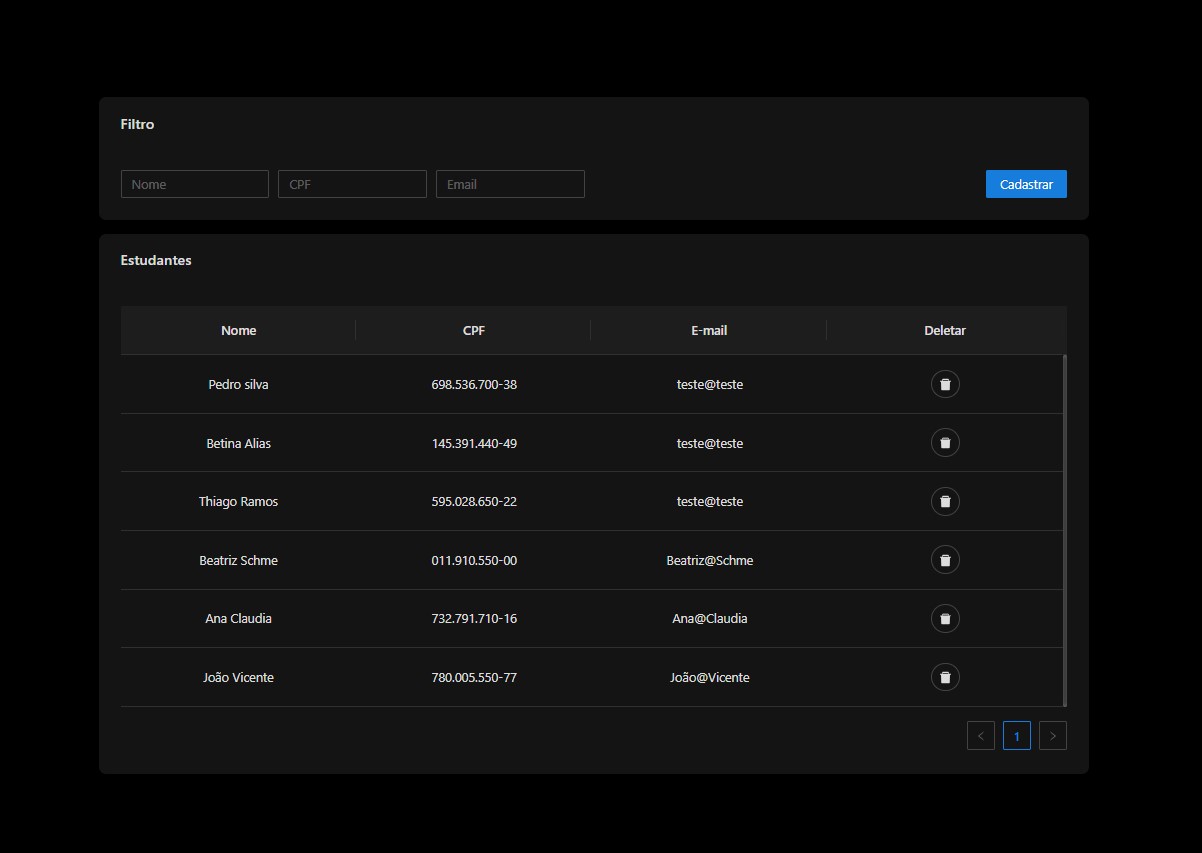 Filtro
Nome CPF Email Cadastrar
Estudantes
Nome CPF E-mail Deletar
Pedro silva 698.536.700-38 teste@teste
Betina Alias 145.391.440-49 teste@teste
Thiago Ramos 595.028.650-22 teste@teste
Beatriz Schme 011.910.550-00 Beatriz@Schme
Ana Claudia 732.791.710-16 Ana@Claudia
João Vicente 780.005.550-77 João@Vicente
< 1 >